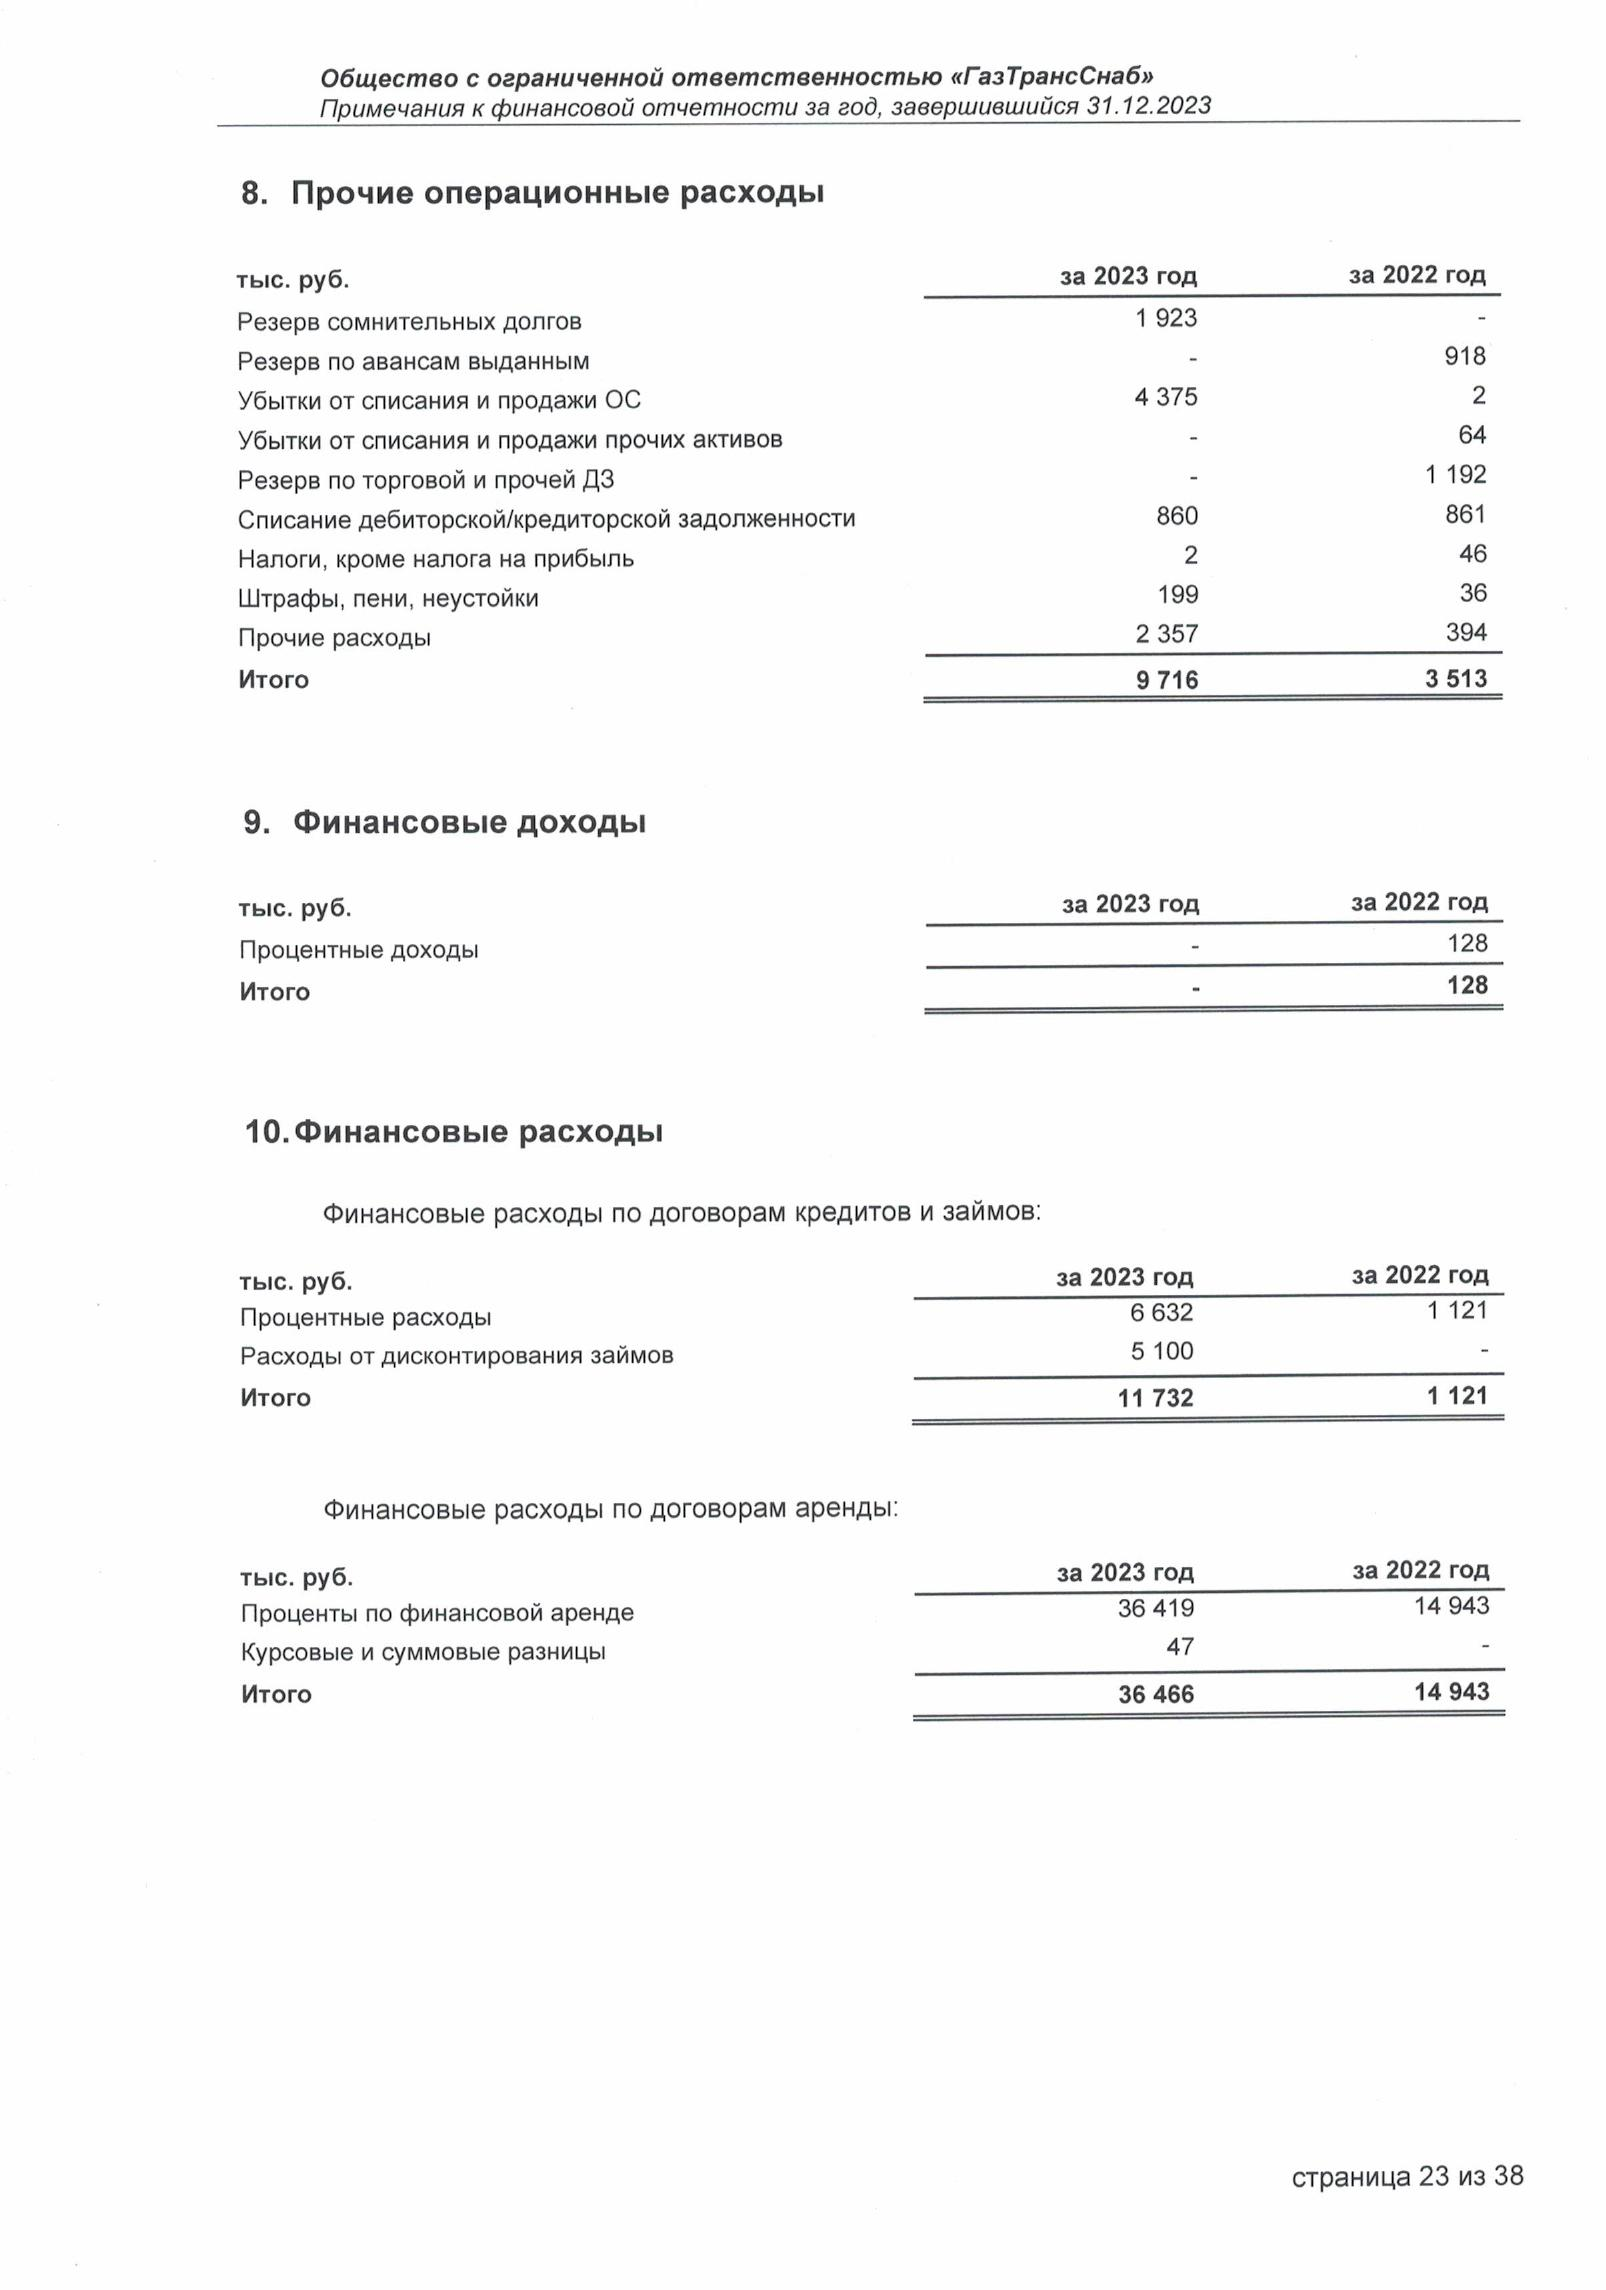 Общество с ограниченной ответственностью «ГазТрансСнаб»
Примечания к финансовой отчетности за год, завершившийся 31.12.2023
8. Прочие операционные расходы
тыс. руб. за 2023 год за 2022 год
Резерв сомнительных долгов 1 923 -
Резерв по авансам выданным - 918
Убытки от списания и продажи ОС 4 375 2
Убытки от списания и продажи прочих активов - 64
Резерв по торговой и прочей ДЗ - 1 192
Списание дебиторской/кредиторской задолженности 860 861
Налоги, кроме налога на прибыль 2 46
Штрафы, пени, неустойки 199 36
Прочие расходы 2 357 394
Итого 9 716 3 513
9. Финансовые доходы
тыс. руб. за 2023 год за 2022 год
Процентные доходы - 128
Итого - 128
10. Финансовые расходы
Финансовые расходы по договорам кредитов и займов:
тыс. руб. за 2023 год за 2022 год
Процентные расходы 6 632 1 121
Расходы от дисконтирования займов 5 100 -
Итого 11 732 1 121
Финансовые расходы по договорам аренды:
тыс. руб. за 2023 год за 2022 год
Проценты по финансовой аренде 36 419 14 943
Курсовые и суммовые разницы 47 -
Итого 36 466 14 943
страница 23 из 38